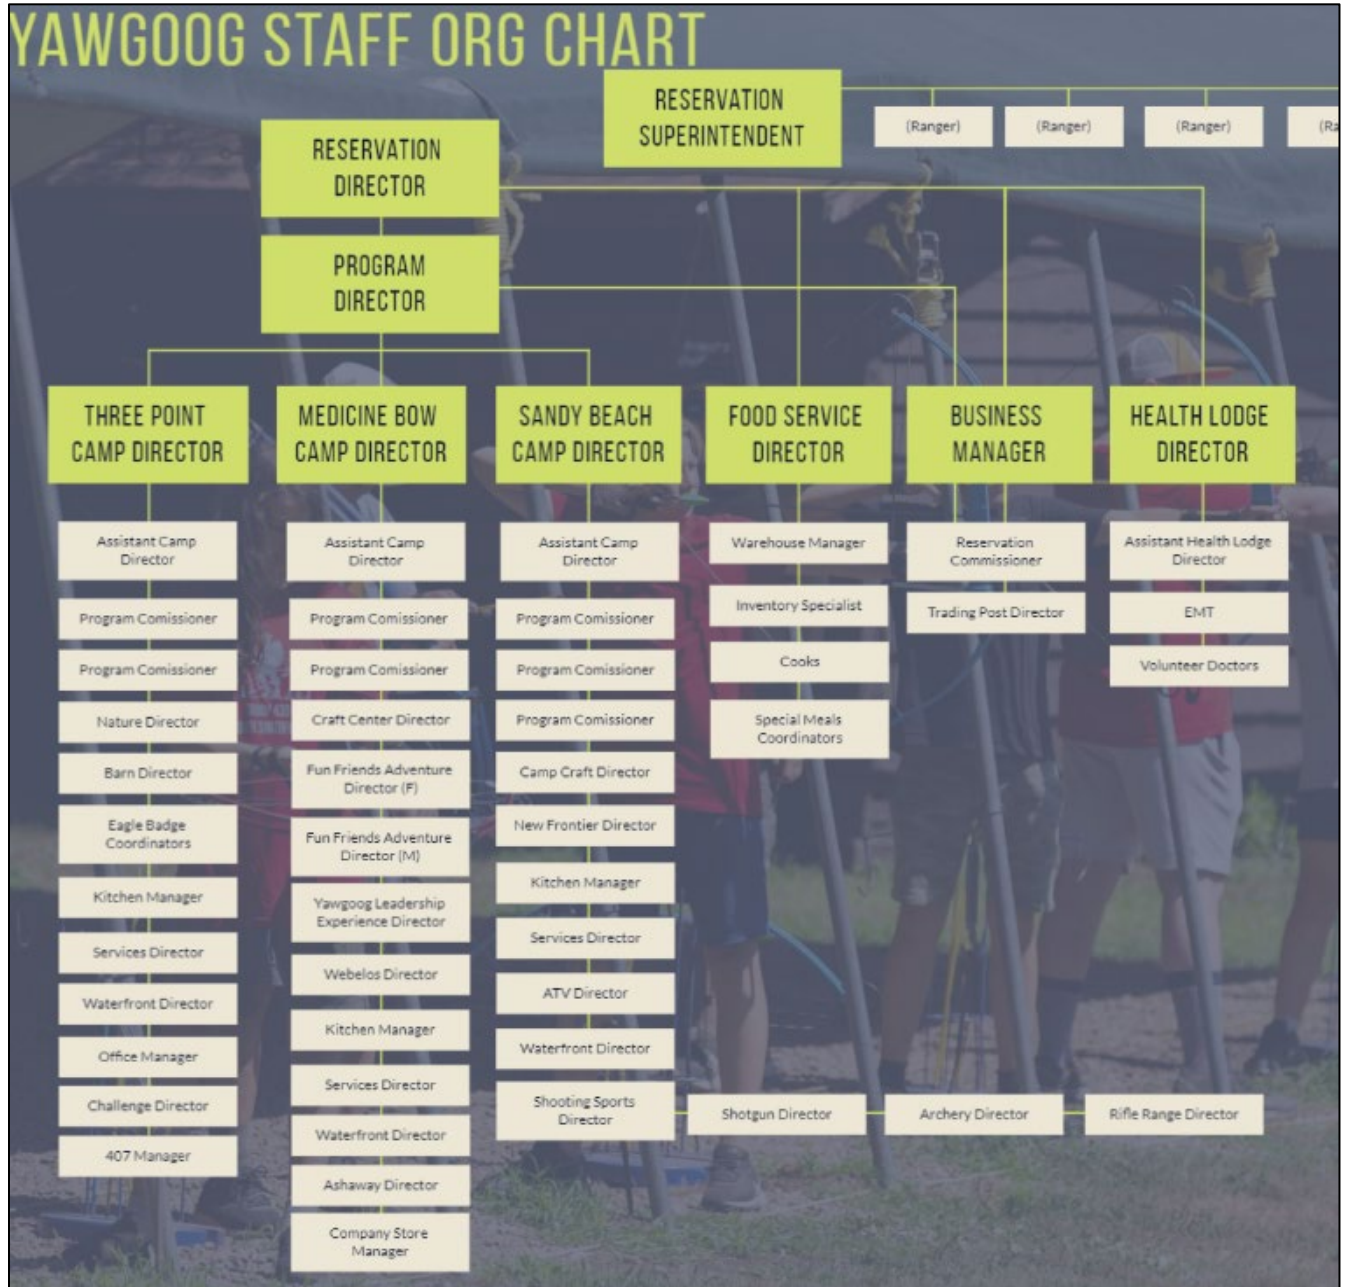 YAWGOOG STAFF ORG CHART
RESERVATION
SUPERINTENDENT
(Ranger)
(Ranger)
(Ranger)
(Ra
RESERVATION
DIRECTOR
PROGRAM
DIRECTOR
THREE POINT
CAMP DIRECTOR
Assistant Camp
Director
Program Comissioner
Program Comissioner
Nature Director
Barn Director
Eagle Badge
Coordinators
Kitchen Manager
Services Director
Waterfront Director
Office Manager
Challenge Director
407 Manager
MEDICINE BOW
CAMP DIRECTOR
Assistant Camp
Director
Program Comissioner
Program Comissioner
Craft Center Director
Fun Friends Adventure
Director (F)
Fun Friends Adventure
Director (M)
Yawgoog Leadership
Experience Director
Webelos Director
Kitchen Manager
Services Director
Waterfront Director
Ashaway Director
Company Store
Manager
SANDY BEACH
CAMP DIRECTOR
Assistant Camp
Director
Program Comissioner
Program Comissioner
Program Comissioner
Camp Craft Director
New Frontier Director
Kitchen Manager
Services Director
ATV Director
Waterfront Director
Shooting Sports
Director
Shotgun Director
Archery Director
Rifle Range Director
FOOD SERVICE
DIRECTOR
Warehouse Manager
Inventory Specialist
Cooks
Special Meals
Coordinators
BUSINESS
MANAGER
Reservation
Commissioner
Trading Post Director
HEALTH LODGE
DIRECTOR
Assistant Health Lodge
Director
EMT
Volunteer Doctors